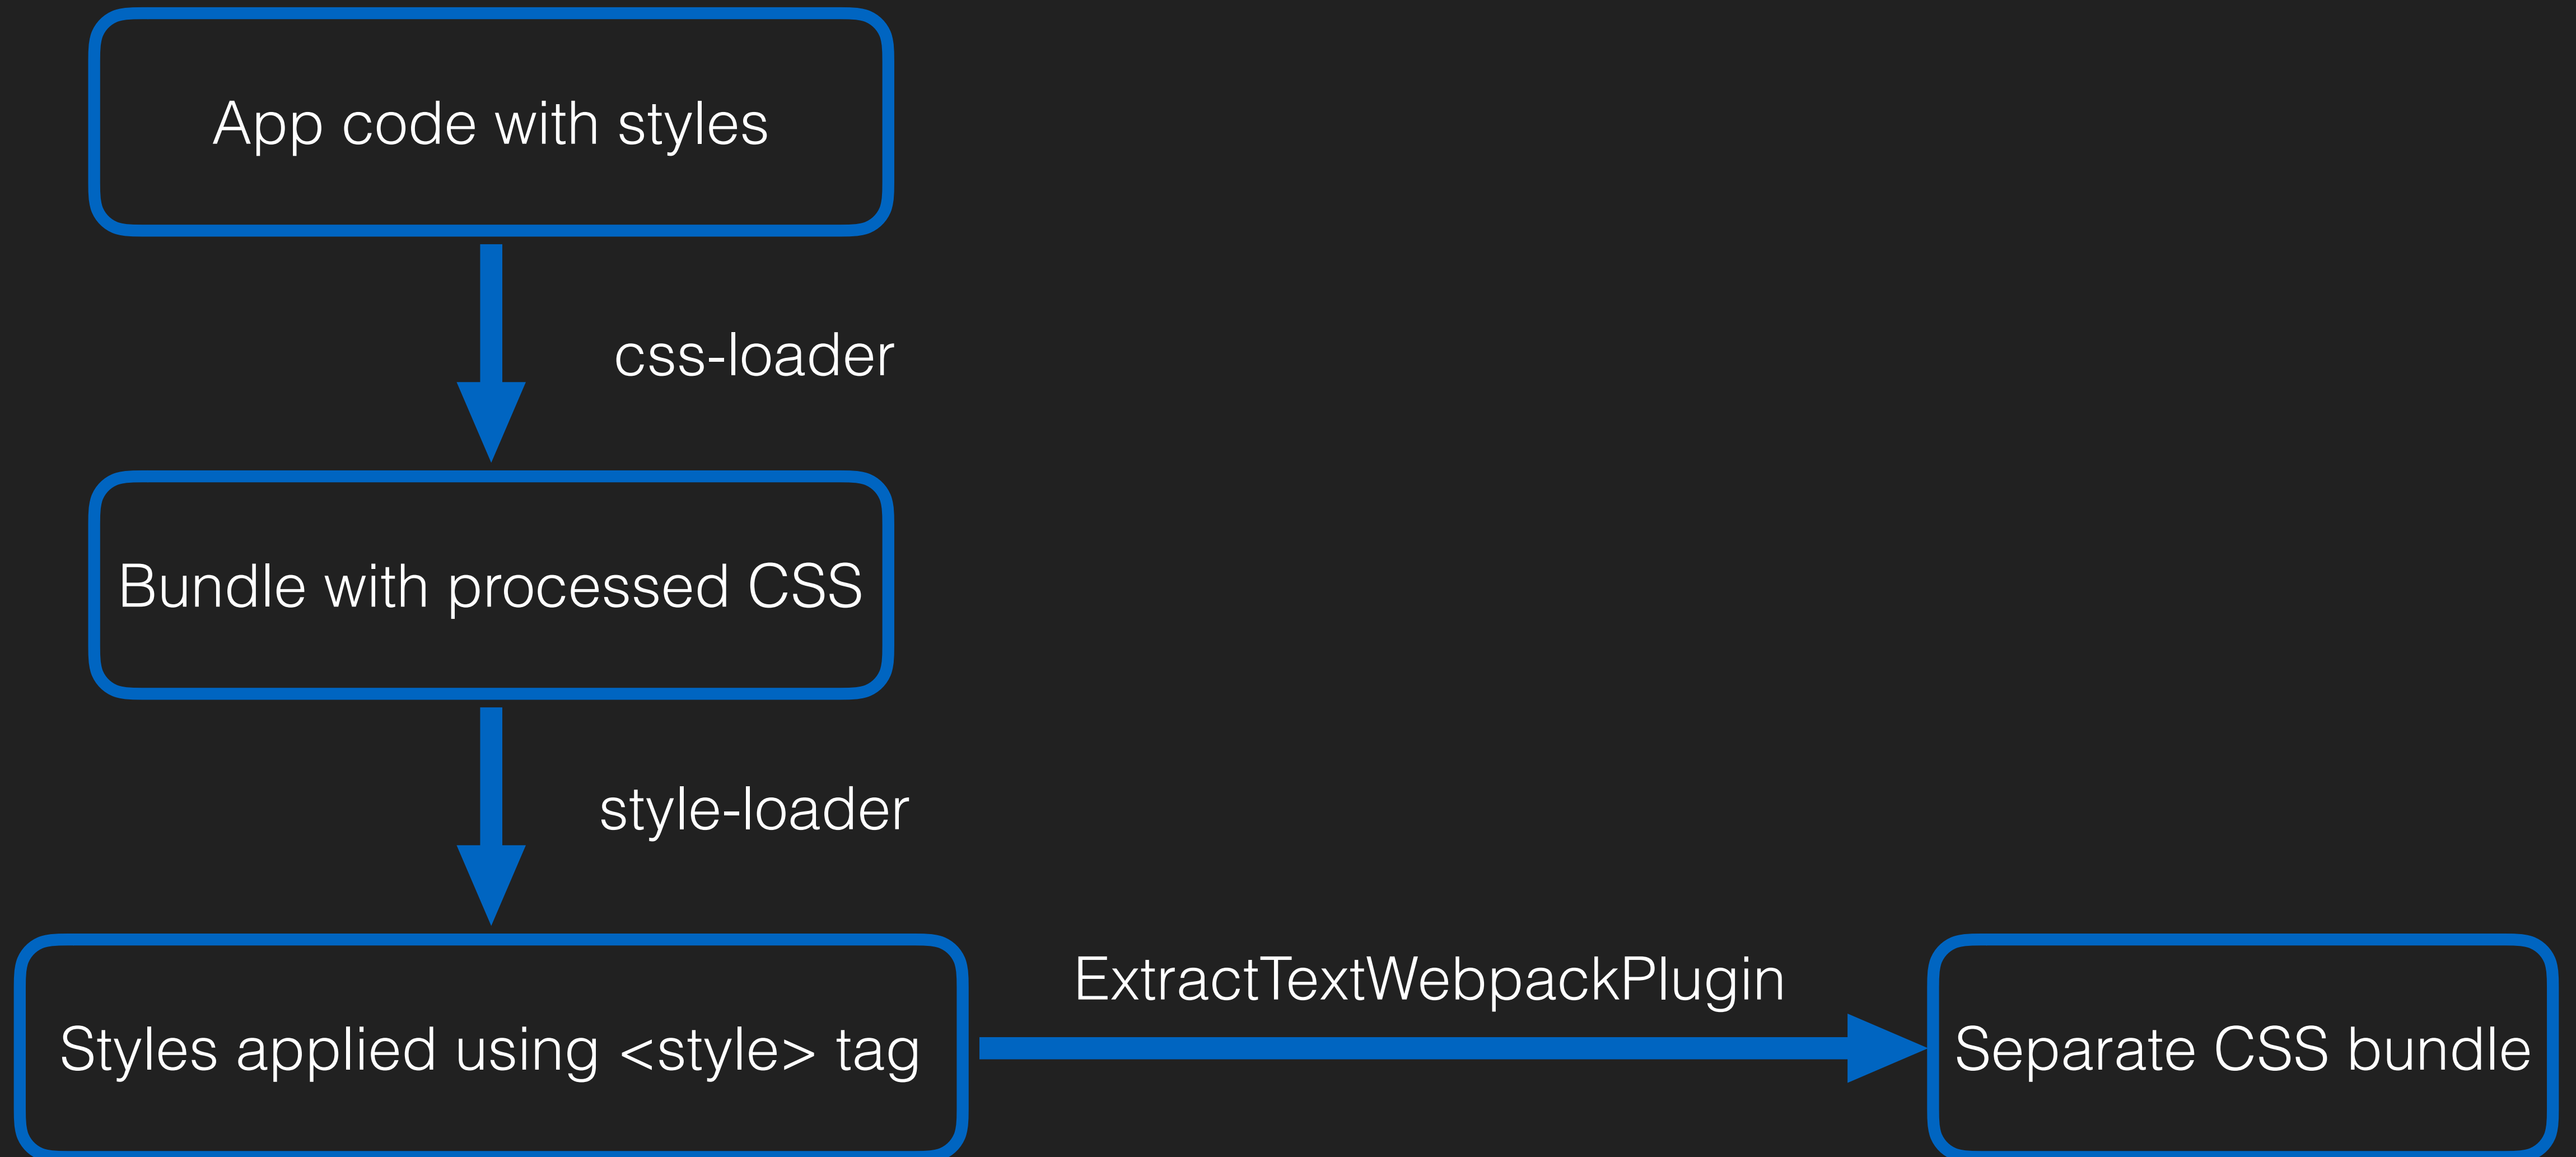 App code with styles
css-loader
Bundle with processed CSS
style-loader
Styles applied using <style> tag
ExtractTextWebpackPlugin
Separate CSS bundle